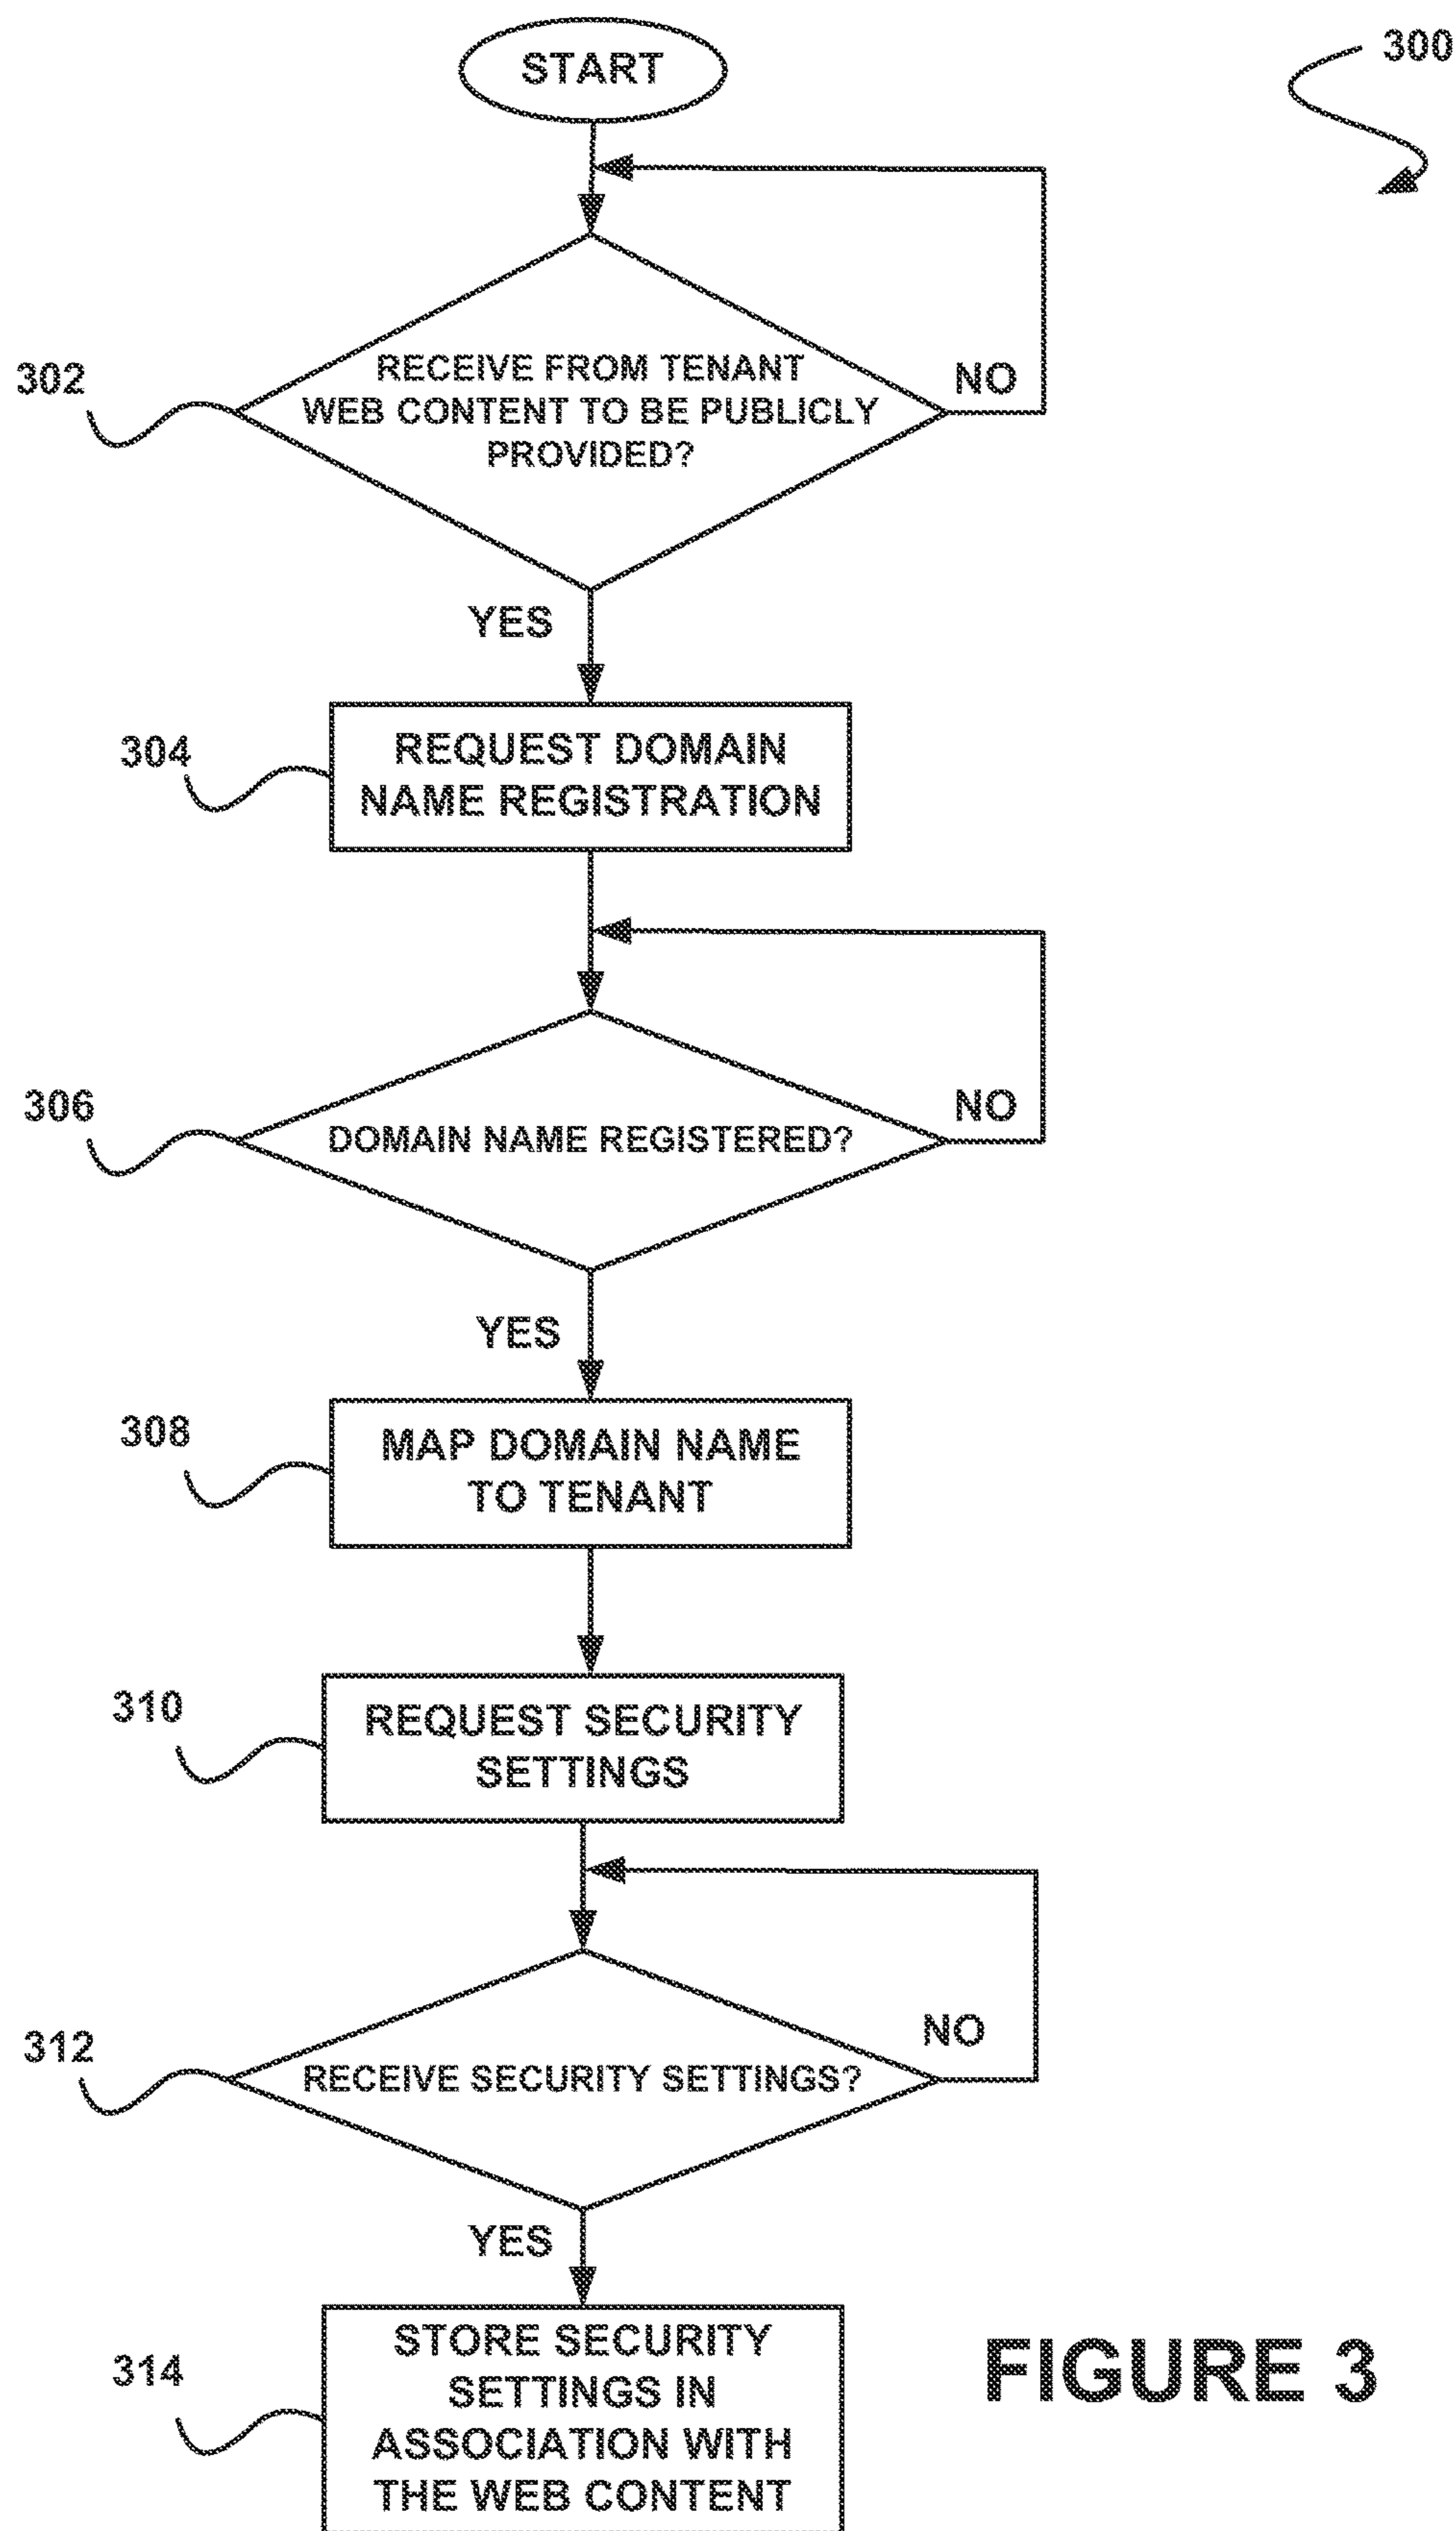 START
300
302
RECEIVE FROM TENANT
WEB CONTENT TO BE PUBLICLY
PROVIDED?
NO
YES
304
REQUEST DOMAIN
NAME REGISTRATION
306
DOMAIN NAME REGISTERED?
NO
YES
308
MAP DOMAIN NAME
TO TENANT
310
REQUEST SECURITY
SETTINGS
312
RECEIVE SECURITY SETTINGS?
NO
YES
314
STORE SECURITY
SETTINGS IN
ASSOCIATION WITH
THE WEB CONTENT
FIGURE 3